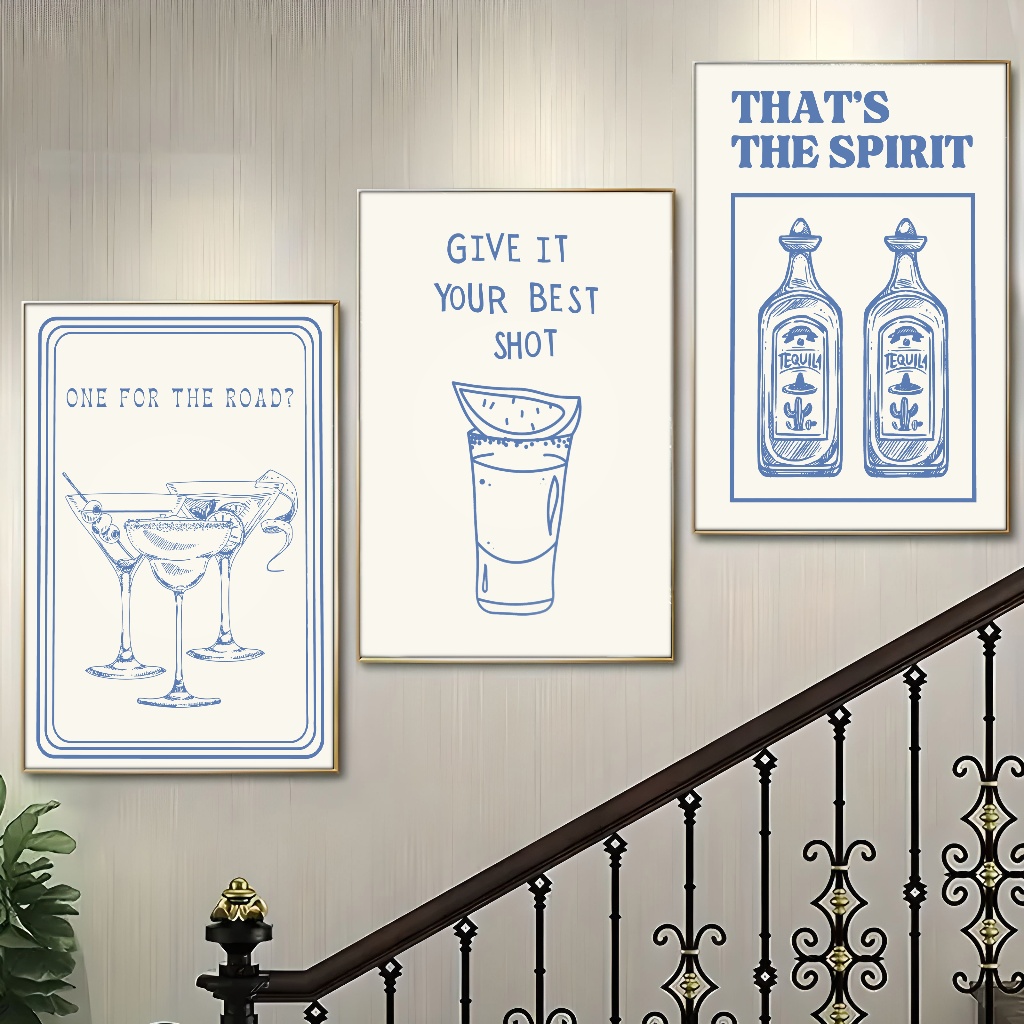 ONE FOR THE ROAD?
GIVE IT
YOUR BEST
SHOT
THAT'S
THE SPIRIT
TEQUILA
TEQUILA